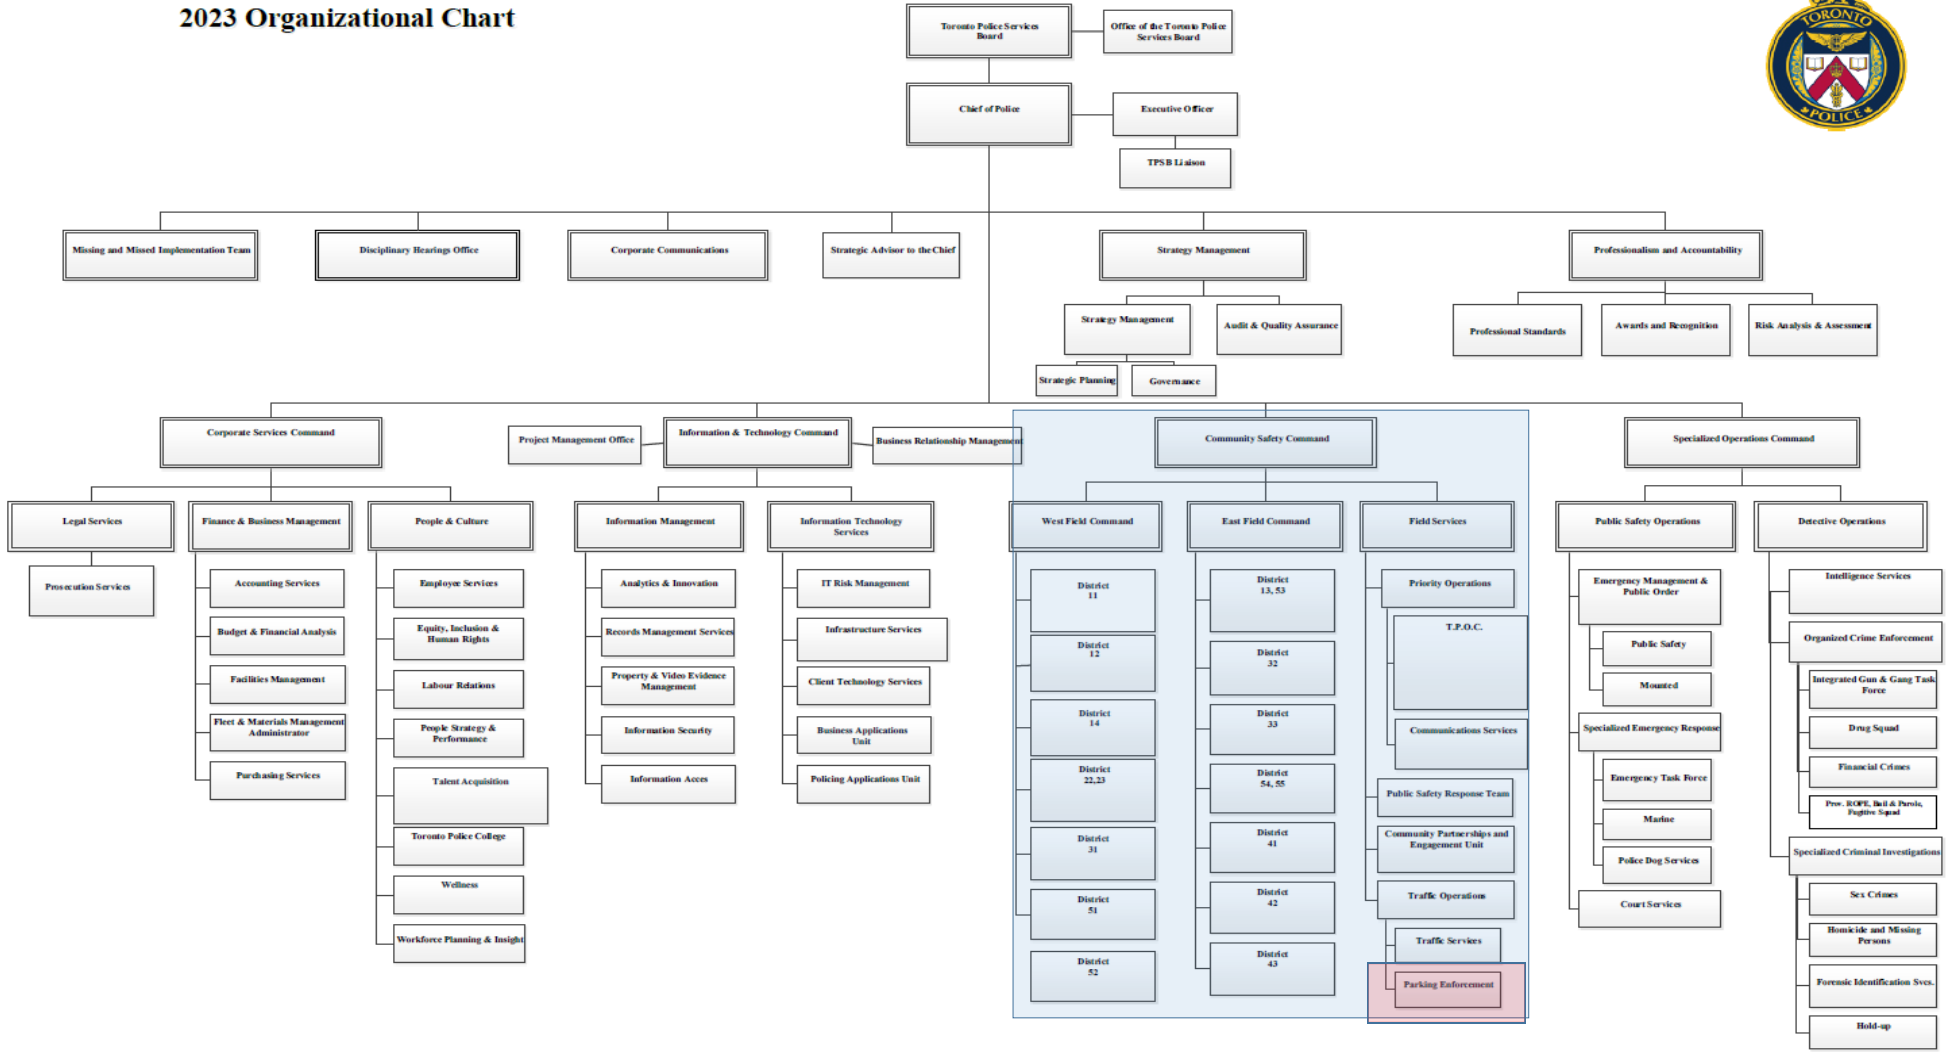 2023 Organizational Chart
Toronto Police Services
Board
Office of the Toronto Police
Services Board
TORONTO
POLICE
Chief of Police
Executive Officer
TPSB Liaison
Missing and Missed Implementation Team
Disciplinary Hearings Office
Corporate Communications
Strategic Advisor to the Chief
Strategy Management
Professionalism and Accountability
Strategy Management
Audit & Quality Assurance
Professional Standards
Awards and Recognition
Risk Analysis & Assessment
Strategic Planning
Governance
Corporate Services Command
Project Management Office
Information & Technology Command
Business Relationship Management
Community Safety Command
Specialized Operations Command
Legal Services
Prosecution Services
Finance & Business Management
Accounting Services
Budget & Financial Analysis
Facilities Management
Fleet & Materials Management
Administrator
Purchasing Services
People & Culture
Employee Services
Equity, Inclusion &
Human Rights
Labour Relations
People Strategy &
Performance
Talent Acquisition
Toronto Police College
Wellness
Workforce Planning & Insight
Information Management
Analytics & Innovation
Records Management Services
Property & Video Evidence
Management
Information Security
Information Acces
Information Technology
Services
IT Risk Management
Infrastructure Services
Client Technology Services
Business Applications
Unit
Policing Applications Unit
West Field Command
District
11
District
12
District
14
District
22,23
District
31
District
51
District
52
East Field Command
District
13, 53
District
32
District
33
District
54, 55
District
41
District
42
District
43
Field Services
Priority Operations
T.P.O.C.
Communications Services
Public Safety Response Team
Community Partnerships and
Engagement Unit
Traffic Operations
Traffic Services
Parking Enforcement
Public Safety Operations
Emergency Management &
Public Order
Public Safety
Mounted
Specialized Emergency Response
Emergency Task Force
Marine
Police Dog Services
Court Services
Detective Operations
Intelligence Services
Organized Crime Enforcement
Integrated Gun & Gang Task
Force
Drug Squad
Financial Crimes
Prov. ROPE, Bail & Parole,
Fugitive Squad
Specialized Criminal Investigations
Sex Crimes
Homicide and Missing
Persons
Forensic Identification Svcs.
Hold-up